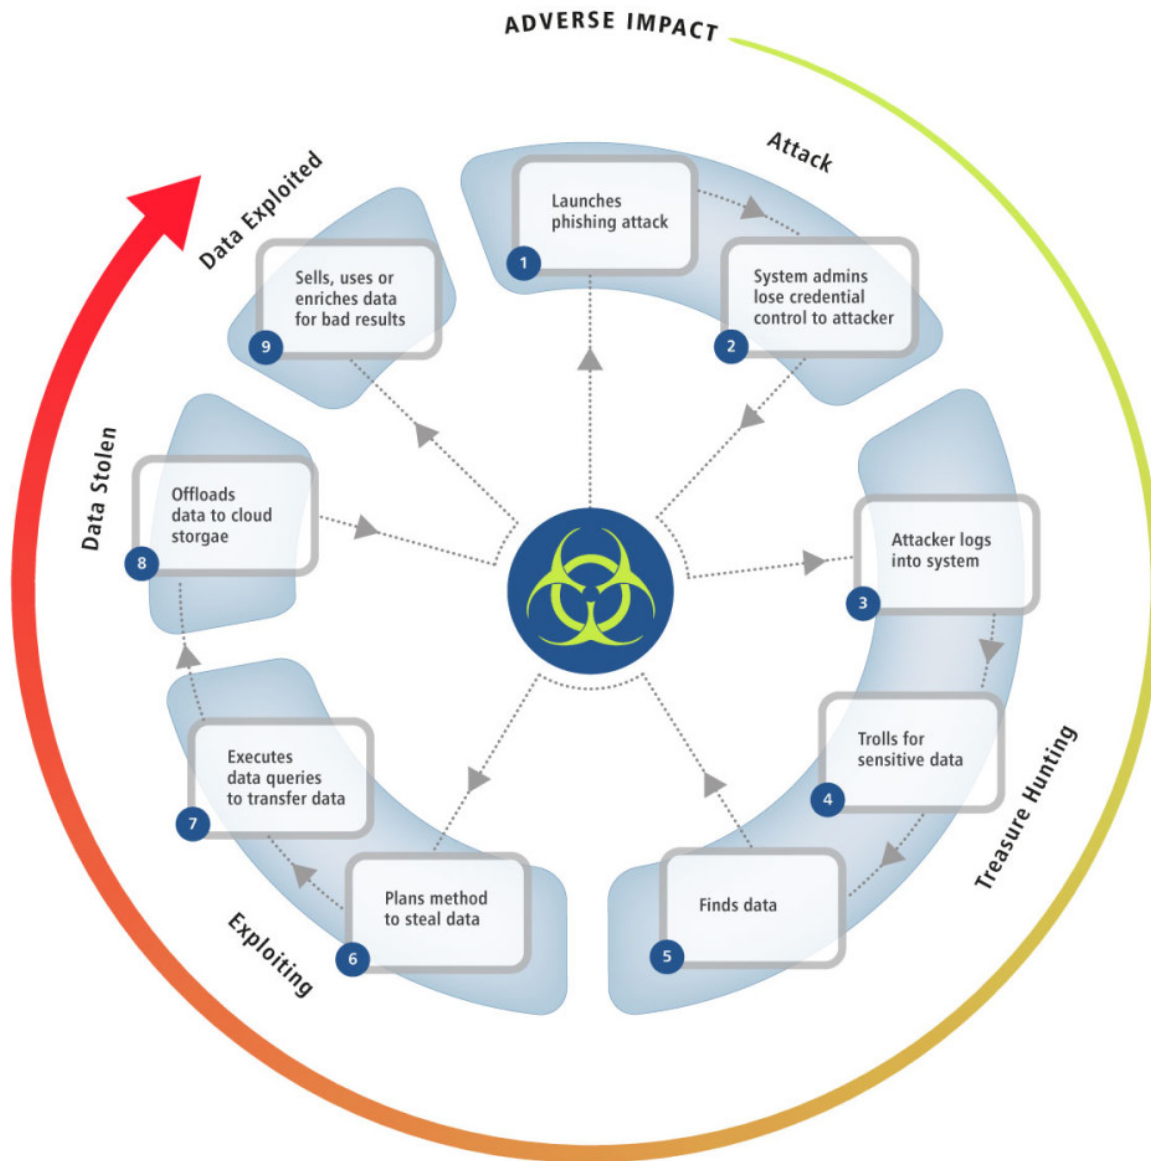 ADVERSE IMPACT
Attack
1
Launches
phishing attack
2
System admins
lose credential
control to attacker
Treasure Hunting
3
Attacker logs
into system
4
Trolls for
sensitive data
5
Finds data
Exploiting
6
Plans method
to steal data
7
Executes
data queries
to transfer data
Data Stolen
8
Offloads
data to cloud
storgae
Data Exploited
9
Sells, uses or
enriches data
for bad results